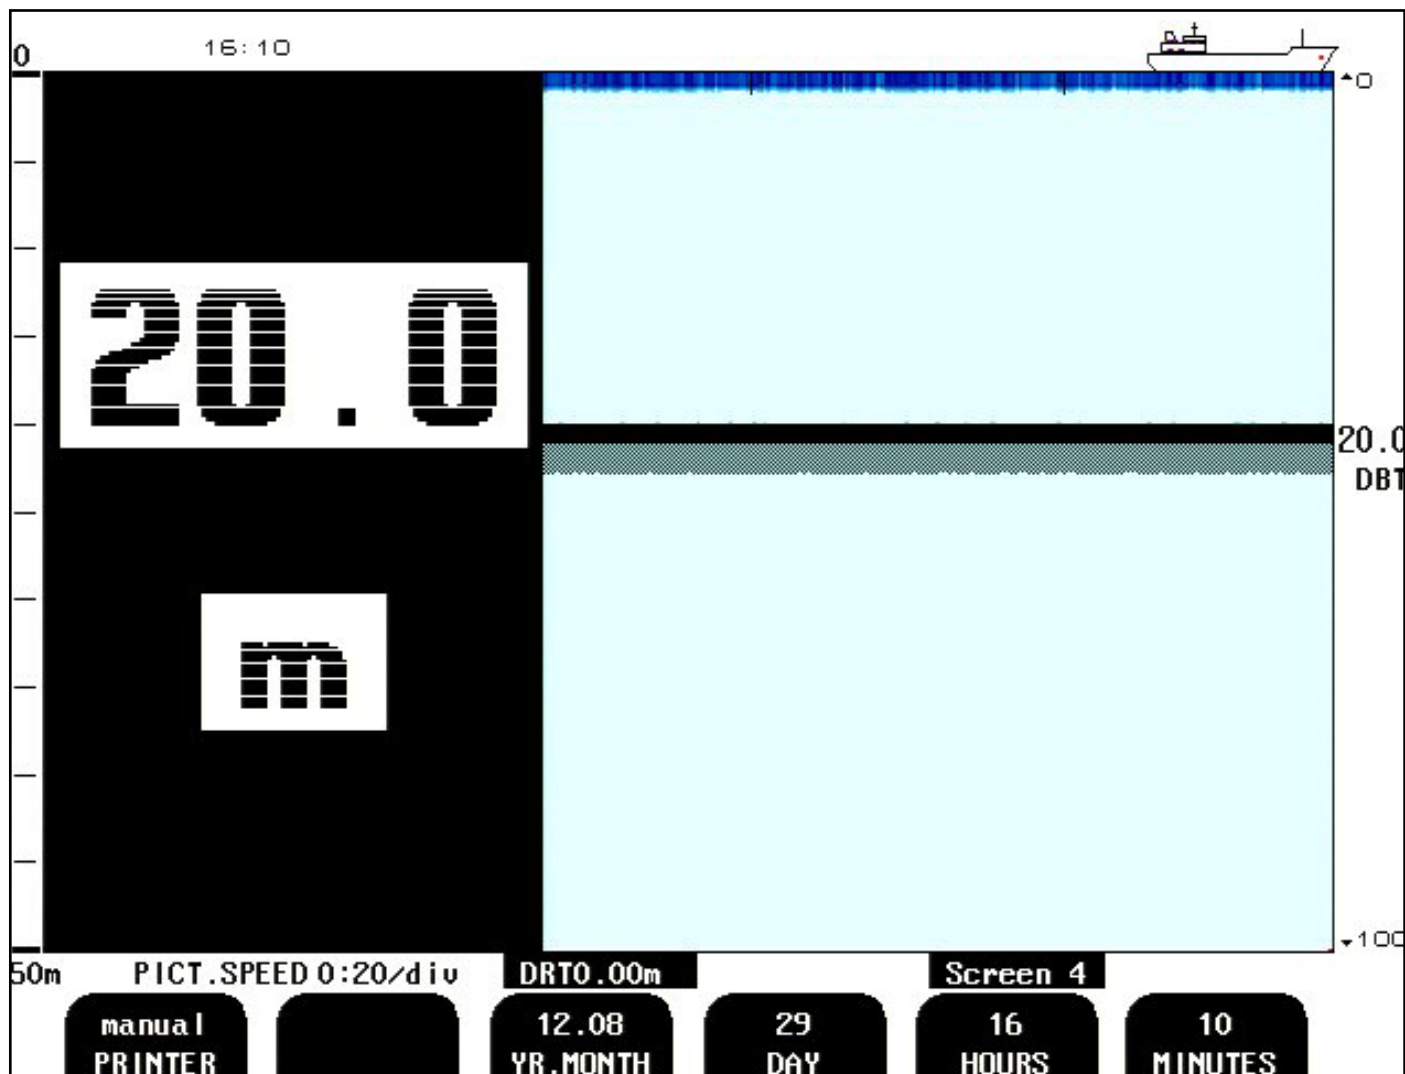 0
16:10
0
20.0
20.0
DBT
m
100
50m
PICT.SPEED 0:20/div
DRT0.00m
Screen 4
manual
PRINTER
12.08
YR.MONTH
29
DAY
16
HOURS
10
MINUTES